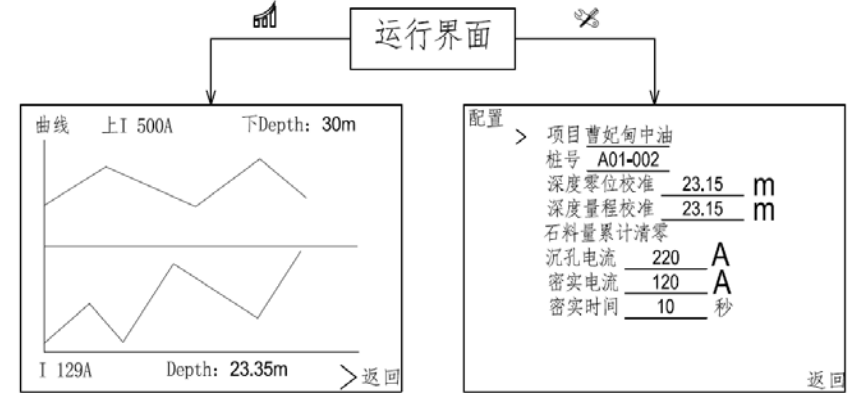 运行界面
曲线 上I 500A 下Depth: 30m
I 129A Depth: 23.35m >返回
配置
> 项目 曹妃甸中油
桩号 A01-002
深度零位校准 23.15 m
深度量程校准 23.15 m
石料量累计清零
沉孔电流 220 A
密实电流 120 A
密实时间 10 秒
返回